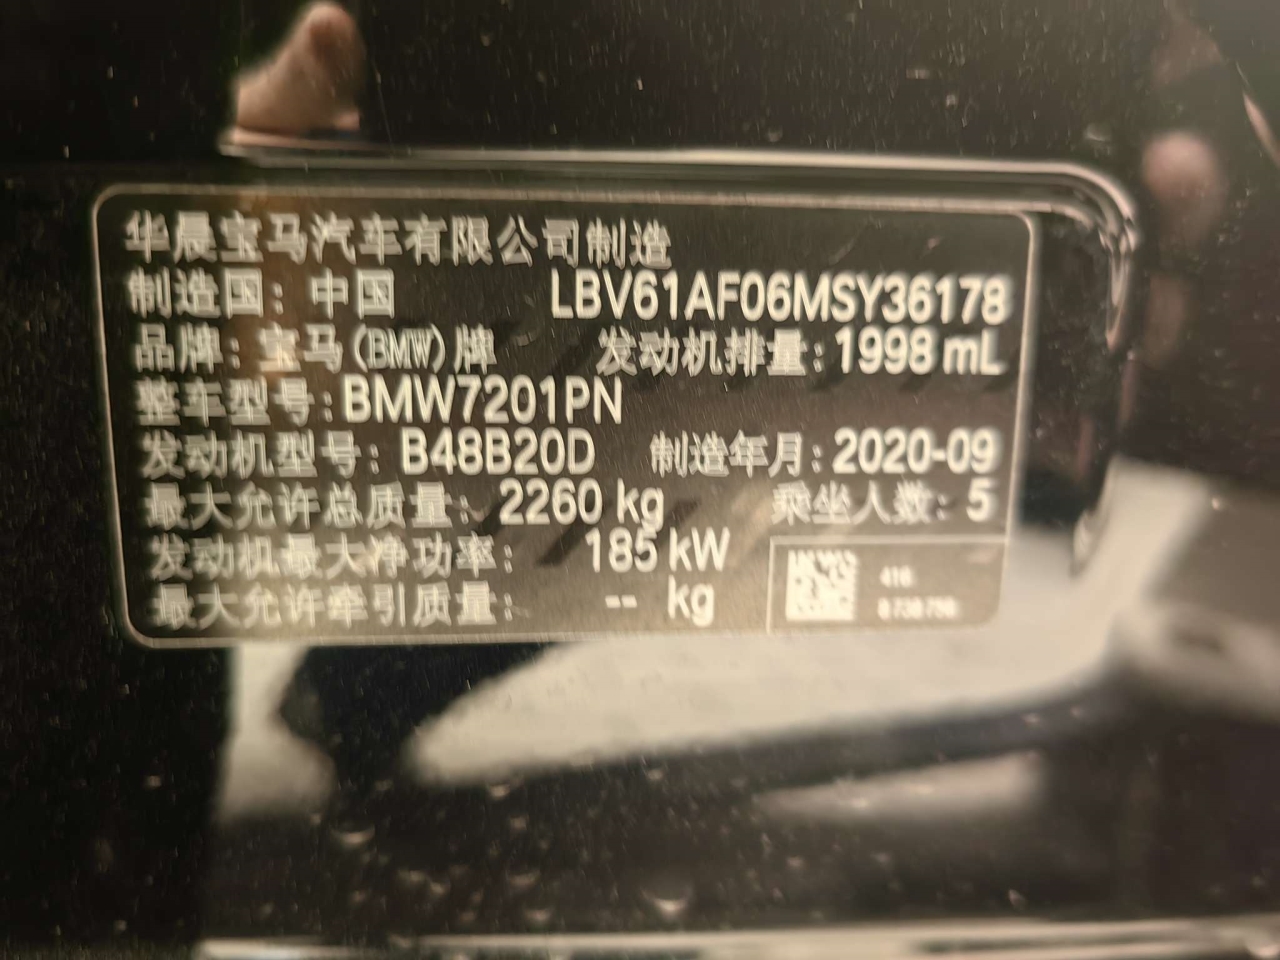 华晨宝马汽车有限公司制造
制造国：中国 LBV61AF06MSY36178
品牌：宝马(BMW)牌 发动机排量：1998 mL
整车型号：BMW7201PN
发动机型号：B48B20D 制造年月：2020-09
最大允许总质量：2260 kg 乘坐人数：5
发动机最大净功率：185 kW
最大允许牵引质量：-- kg